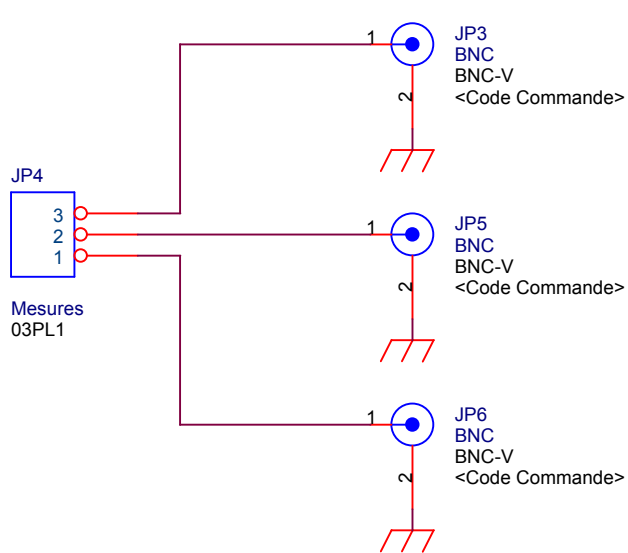 JP3
BNC
BNC-V
<Code Commande>
1
2
JP4
3
2
1
Mesures
03PL1
JP5
BNC
BNC-V
<Code Commande>
1
2
JP6
BNC
BNC-V
<Code Commande>
1
2